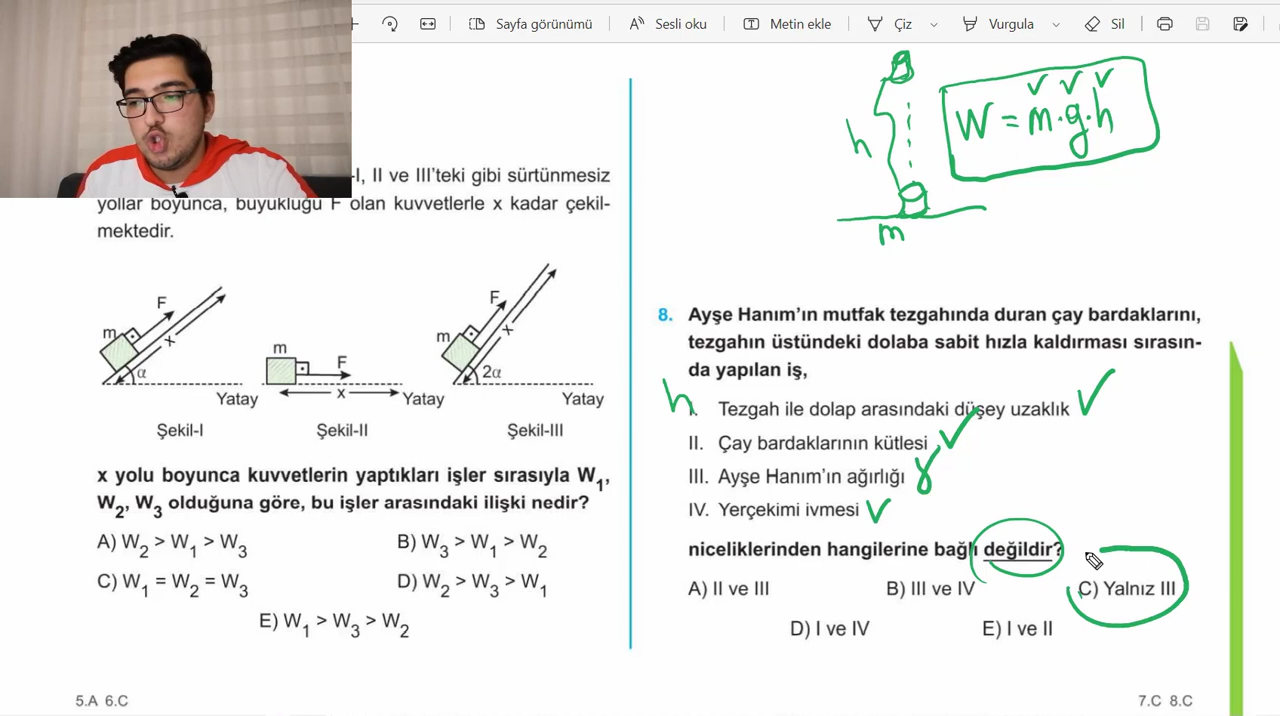 Sayfa görünümü
Sesli oku
Metin ekle
Çiz
Vurgula
Sil
-I, II ve III'teki gibi sürtünmesiz
yollar boyunca, büyüklüğü F olan kuvvetlerle x kadar çekil-
mektedir.
m
F
x
α
Yatay
Şekil-I
m
F
x
Yatay
Şekil-II
m
F
x
2α
Yatay
Şekil-III
x yolu boyunca kuvvetlerin yaptıkları işler sırasıyla W1,
W2, W3 olduğuna göre, bu işler arasındaki ilişki nedir?
A) W2 > W1 > W3
B) W3 > W1 > W2
C) W1 = W2 = W3
D) W2 > W3 > W1
E) W1 > W3 > W2
5.A 6.C
h
m
W = m.g.h
8. Ayşe Hanım'ın mutfak tezgahında duran çay bardaklarını,
tezgahın üstündeki dolaba sabit hızla kaldırması sırasın-
da yapılan iş,
h
I. Tezgah ile dolap arasındaki düşey uzaklık
II. Çay bardaklarının kütlesi
III. Ayşe Hanım'ın ağırlığı
IV. Yerçekimi ivmesi
niceliklerinden hangilerine bağlı değildir?
A) II ve III
B) III ve IV
C) Yalnız III
D) I ve IV
E) I ve II
7.C 8.C